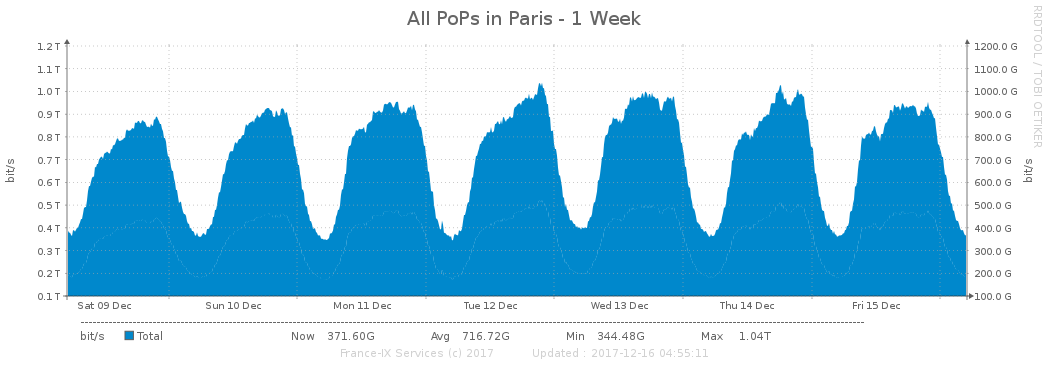 All PoPs in Paris - 1 Week
RRDTOOL / TOBI OETIKER
bit/s
1.2 T
1.1 T
1.0 T
0.9 T
0.8 T
0.7 T
0.6 T
0.5 T
0.4 T
0.3 T
0.2 T
0.1 T
1200.0 G
1100.0 G
1000.0 G
900.0 G
800.0 G
700.0 G
600.0 G
500.0 G
400.0 G
300.0 G
200.0 G
100.0 G
bit/s
Sat 09 Dec Sun 10 Dec Mon 11 Dec Tue 12 Dec Wed 13 Dec Thu 14 Dec Fri 15 Dec
bit/s Total Now 371.60G Avg 716.72G Min 344.48G Max 1.04T
France-IX Services (c) 2017 Updated : 2017-12-16 04:55:11